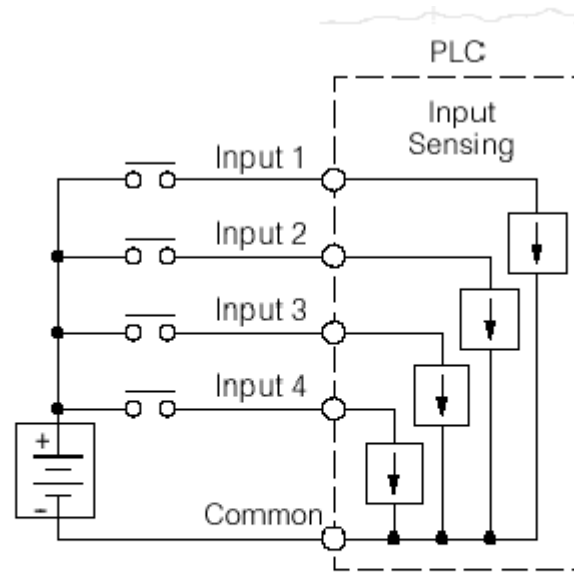 PLC
Input
Sensing
Input 1
Input 2
Input 3
Input 4
+
-
Common